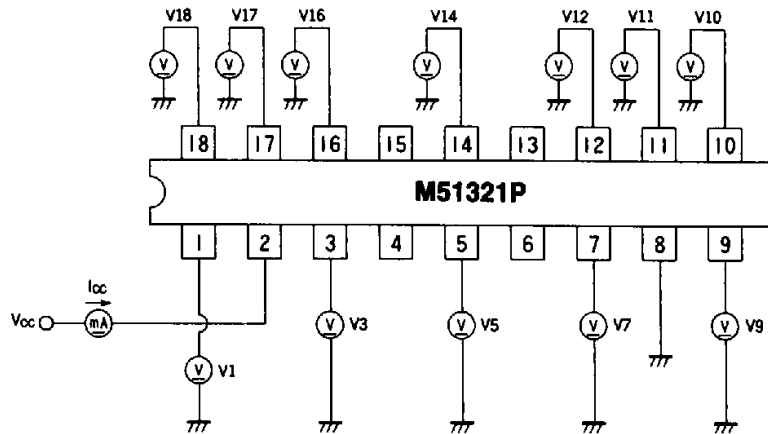 V18 V17 V16 V14 V12 V11 V10
V V V V V V V
18 17 16 15 14 13 12 11 10
M51321P
1 2 3 4 5 6 7 8 9
Icc
Vcc mA V V3 V V5 V V7 V V9
V V1